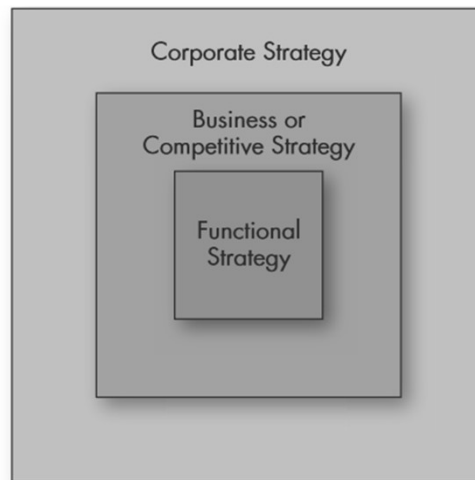 Corporate Strategy
Business or
Competitive Strategy
Functional
Strategy